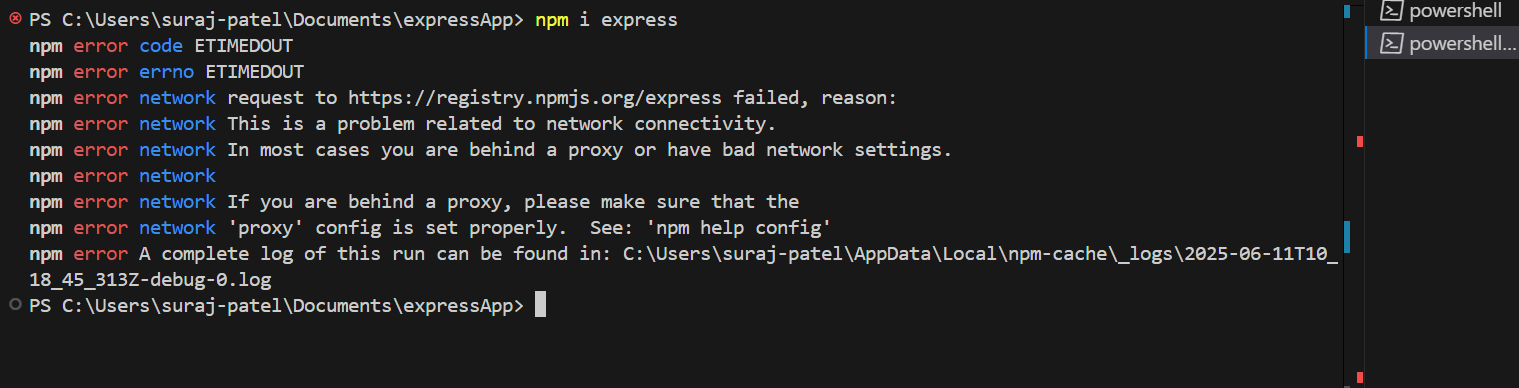 PS C:\Users\suraj-patel\Documents\expressApp> npm i express
npm error code ETIMEDOUT
npm error errno ETIMEDOUT
npm error network request to https://registry.npmjs.org/express failed, reason:
npm error network This is a problem related to network connectivity.
npm error network In most cases you are behind a proxy or have bad network settings.
npm error network
npm error network If you are behind a proxy, please make sure that the
npm error network 'proxy' config is set properly.  See: 'npm help config'
npm error A complete log of this run can be found in: C:\Users\suraj-patel\AppData\Local\npm-cache\_logs\2025-06-11T10_
18_45_313Z-debug-0.log
PS C:\Users\suraj-patel\Documents\expressApp>
powershell
powershell...